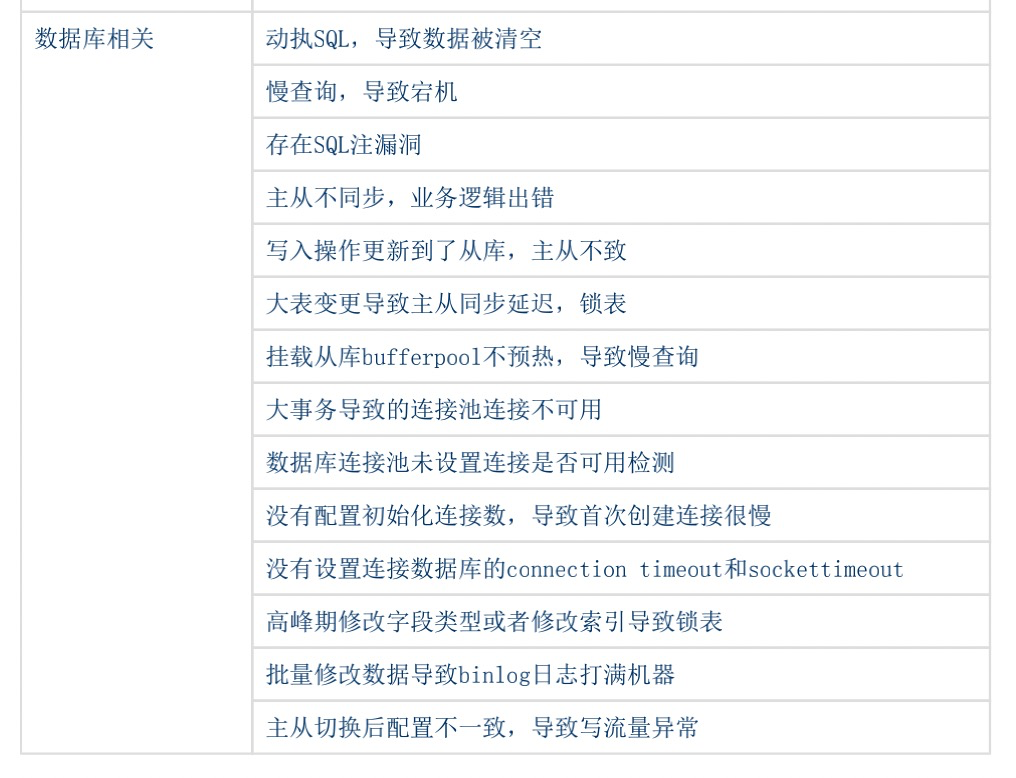 数据库相关
动执SQL，导致数据被清空
慢查询，导致宕机
存在SQL注漏洞
主从不同步，业务逻辑出错
写入操作更新到了从库，主从不致
大表变更导致主从同步延迟，锁表
挂载从库bufferpool不预热，导致慢查询
大事务导致的连接池连接不可用
数据库连接池未设置连接是否可用检测
没有配置初始化连接数，导致首次创建连接很慢
没有设置连接数据库的connection timeout和sockettimeout
高峰期修改字段类型或者修改索引导致锁表
批量修改数据导致binlog日志打满机器
主从切换后配置不一致，导致写流量异常